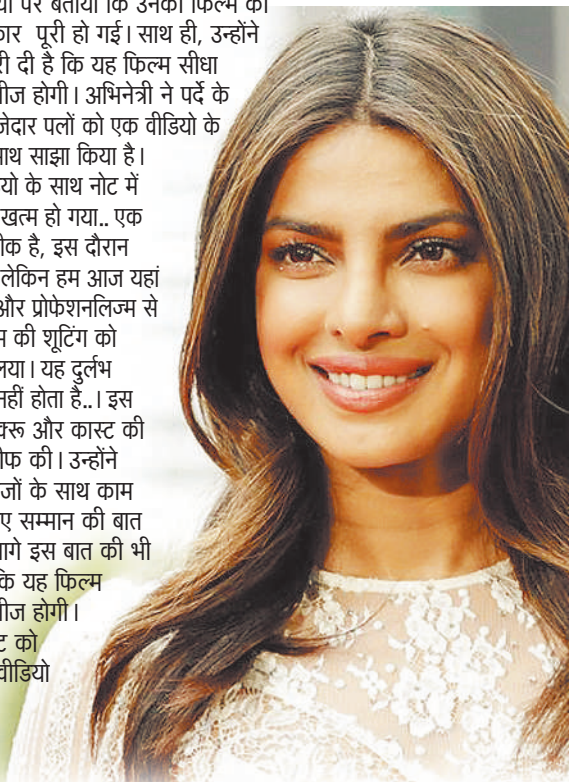 पर बताया कि उनकी फिल्म की
पूरी हो गई। साथ ही, उन्होंने
दी है कि यह फिल्म सीधा
होगी। अभिनेत्री ने पर्दे के
पलों को एक वीडियो के
साझा किया है।
के साथ नोट में
खत्म हो गया.. एक
है, इस दौरान
लेकिन हम आज यहां
और प्रोफेशनलिज्म से
की शूटिंग को
लिया। यह दुर्लभ
नहीं होता है..। इस
क्रू और कास्ट की
की। उन्होंने
के साथ काम
सम्मान की बात
इस बात की भी
कि यह फिल्म
होगी।
को
वीडियो